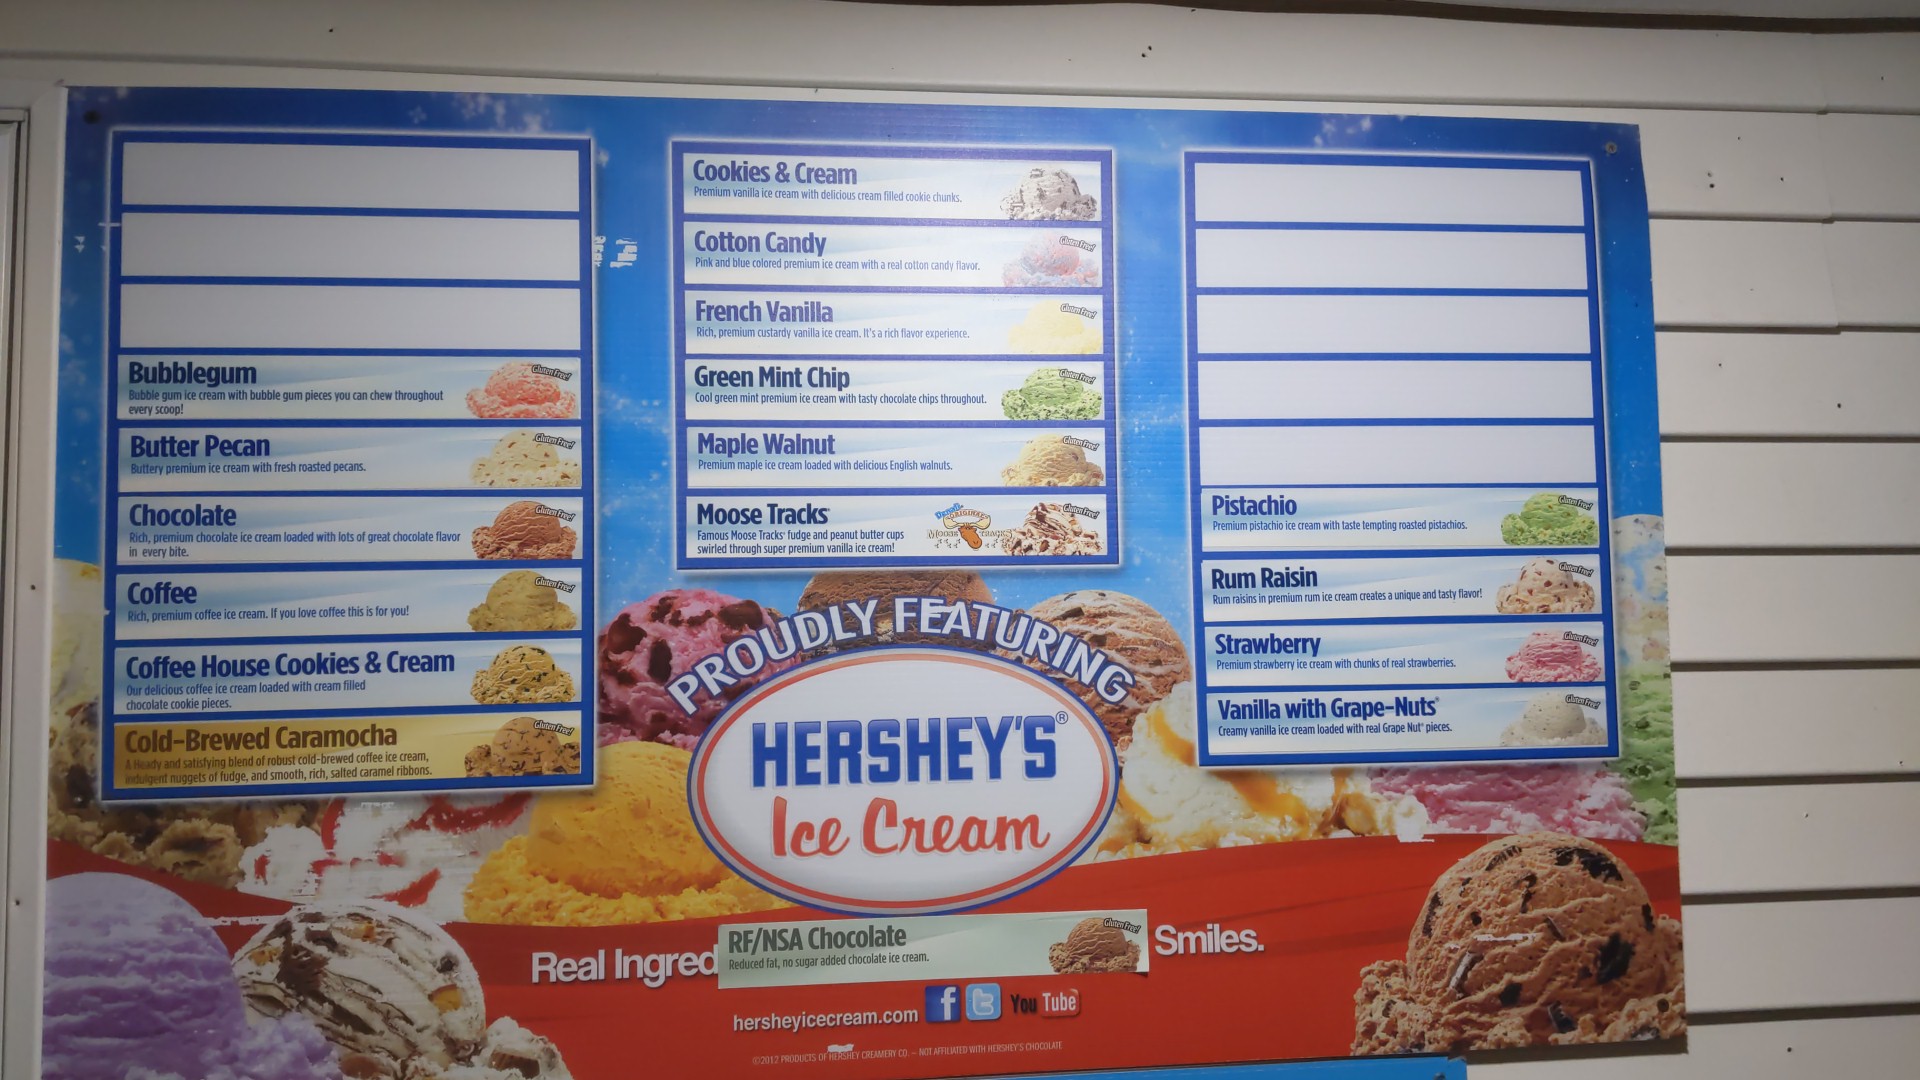 Bubblegum
Gluten Free!
Bubble gum ice cream with bubble gum pieces you can chew throughout
every scoop!
Butter Pecan
Gluten Free!
Buttery premium ice cream with fresh roasted pecans.
Chocolate
Gluten Free!
Rich, premium chocolate ice cream loaded with lots of great chocolate flavor
in every bite.
Coffee
Gluten Free!
Rich, premium coffee ice cream. If you love coffee this is for you!
Coffee House Cookies & Cream
Our delicious coffee ice cream loaded with cream filled
chocolate cookie pieces.
Cold-Brewed Caramocha
Gluten Free!
A Heady and satisfying blend of robust cold-brewed coffee ice cream,
indulgent nuggets of fudge, and smooth, rich, salted caramel ribbons.
Cookies & Cream
Premium vanilla ice cream with delicious cream filled cookie chunks.
Cotton Candy
Gluten Free!
Pink and blue colored premium ice cream with a real cotton candy flavor.
French Vanilla
Gluten Free!
Rich, premium custardy vanilla ice cream. It's a rich flavor experience.
Green Mint Chip
Gluten Free!
Cool green mint premium ice cream with tasty chocolate chips throughout.
Maple Walnut
Gluten Free!
Premium maple ice cream loaded with delicious English walnuts.
Moose Tracks®
Gluten Free!
Famous Moose Tracks® fudge and peanut butter cups
swirled through super premium vanilla ice cream!
ORIGINAL
MOOSE TRACKS
Pistachio
Gluten Free!
Premium pistachio ice cream with taste tempting roasted pistachios.
Rum Raisin
Gluten Free!
Rum raisins in premium rum ice cream creates a unique and tasty flavor!
Strawberry
Gluten Free!
Premium strawberry ice cream with chunks of real strawberries.
Vanilla with Grape-Nuts®
Gluten Free!
Creamy vanilla ice cream loaded with real Grape Nut® pieces.
PROUDLY FEATURING
HERSHEY'S®
Ice Cream
Real Ingred
Smiles.
RF/NSA Chocolate
Gluten Free!
Reduced fat, no sugar added chocolate ice cream.
hersheyicecream.com f t You Tube
©2012 PRODUCTS OF HERSHEY CREAMERY CO. – NOT AFFILIATED WITH HERSHEY'S CHOCOLATE